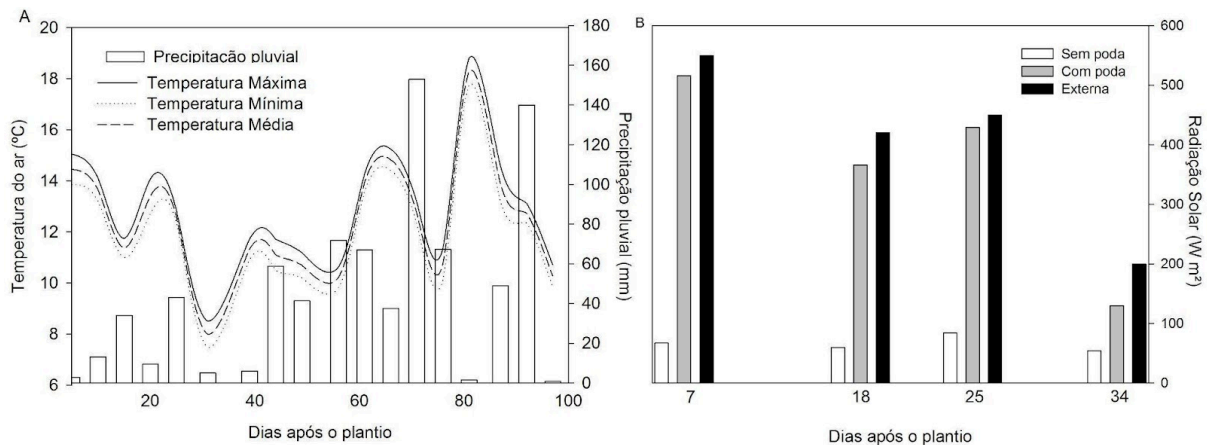 A
Temperatura do ar (ºC)
20
18
16
14
12
10
8
6
Precipitação pluvial
Temperatura Máxima
Temperatura Mínima
Temperatura Média
180
160
140
120
100
80
60
40
20
0
Precipitação pluvial (mm)
20
40
60
80
100
Dias após o plantio
B
Sem poda
Com poda
Externa
600
500
400
300
200
100
0
Radiação Solar (W m²)
7
18
25
34
Dias após o plantio